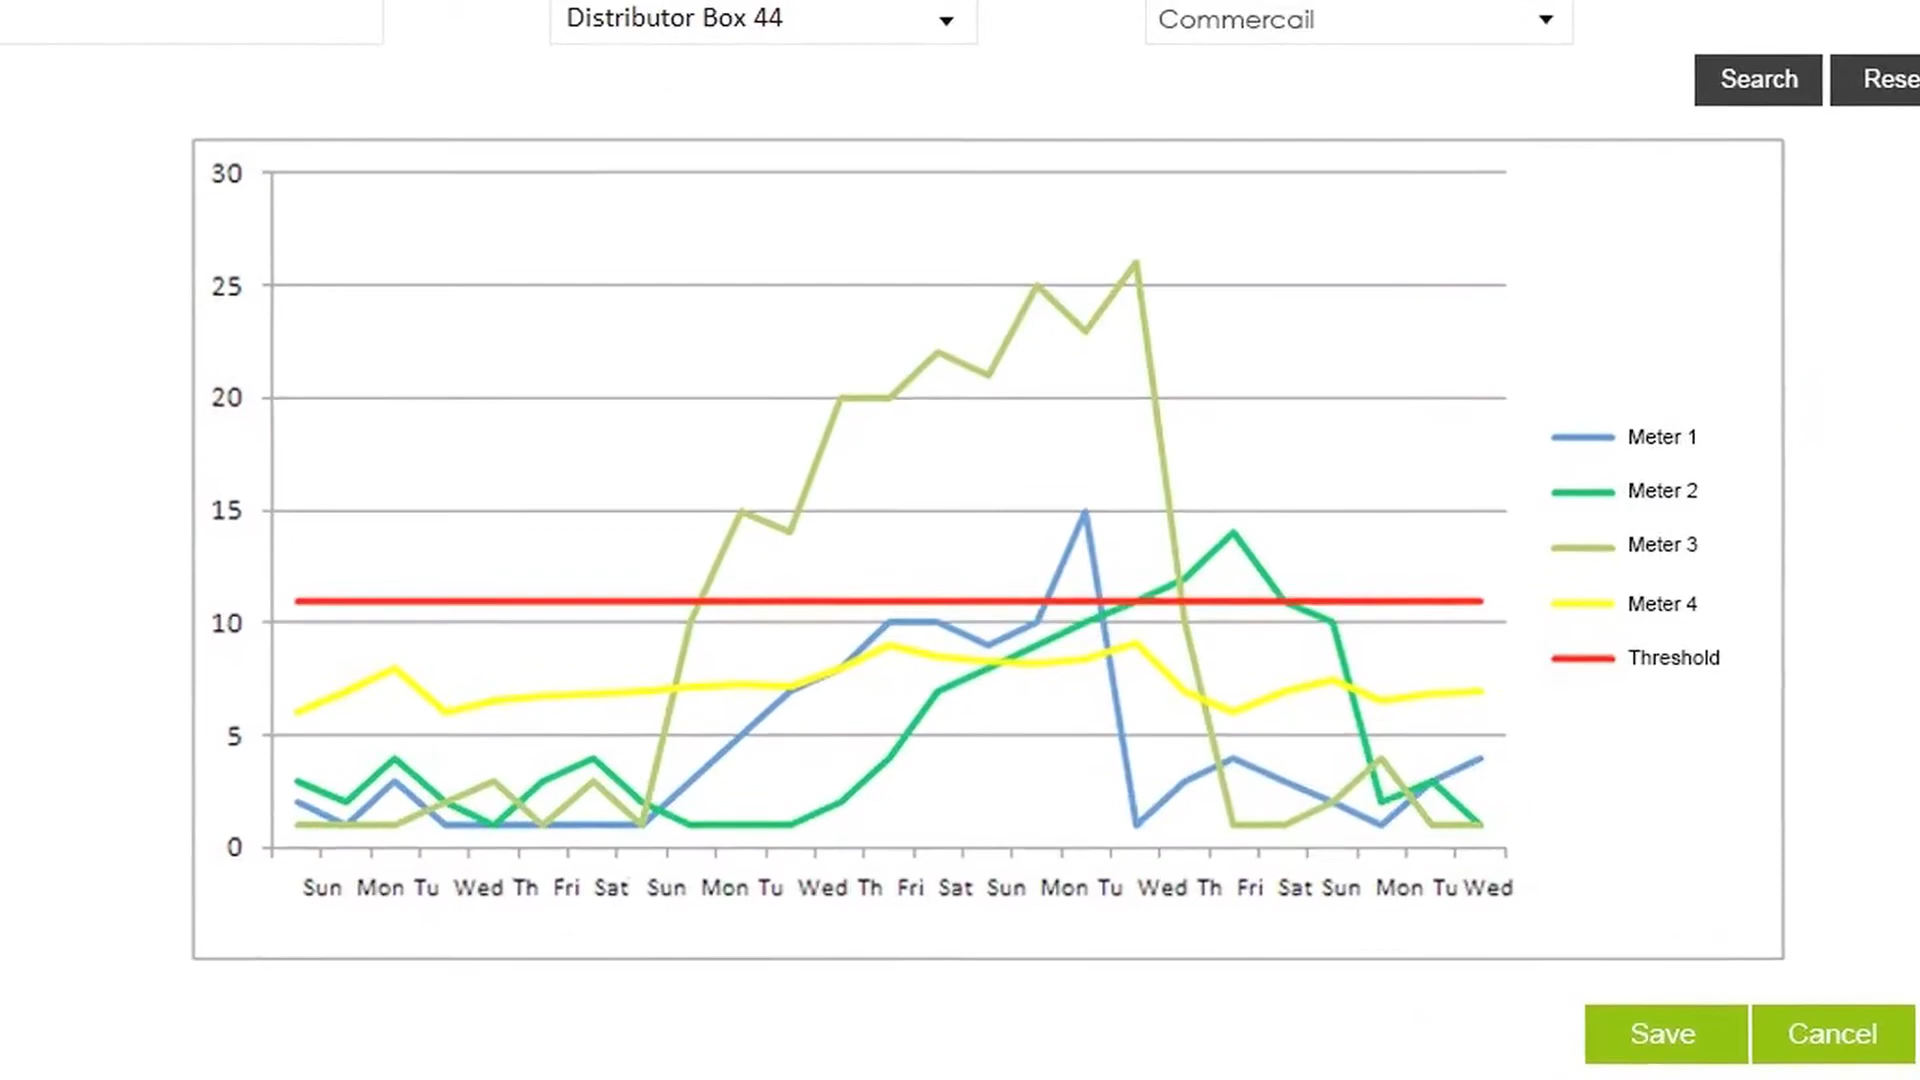 Distributor Box 44
Commercail
Search
Rese
30
25
20
15
10
5
0
Meter 1
Meter 2
Meter 3
Meter 4
Threshold
Sun Mon Tu Wed Th Fri Sat Sun Mon Tu Wed Th Fri Sat Sun Mon Tu Wed Th Fri Sat Sun Mon Tu Wed
Save
Cancel